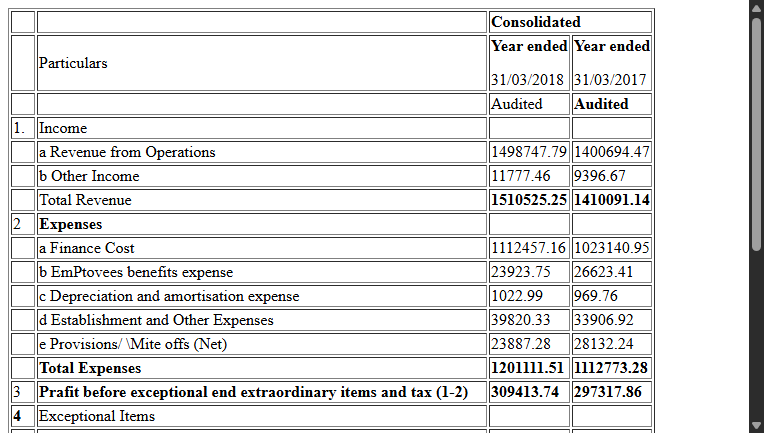 Consolidated
Particulars Year ended Year ended
31/03/2018 31/03/2017
Audited Audited
1. Income
a Revenue from Operations 1498747.79 1400694.47
b Other Income 11777.46 9396.67
Total Revenue 1510525.25 1410091.14
2 Expenses
a Finance Cost 1112457.16 1023140.95
b EmPtovees benefits expense 23923.75 26623.41
c Depreciation and amortisation expense 1022.99 969.76
d Establishment and Other Expenses 39820.33 33906.92
e Provisions/ \Mite offs (Net) 23887.28 28132.24
Total Expenses 1201111.51 1112773.28
3 Prafit before exceptional end extraordinary items and tax (1-2) 309413.74 297317.86
4 Exceptional Items